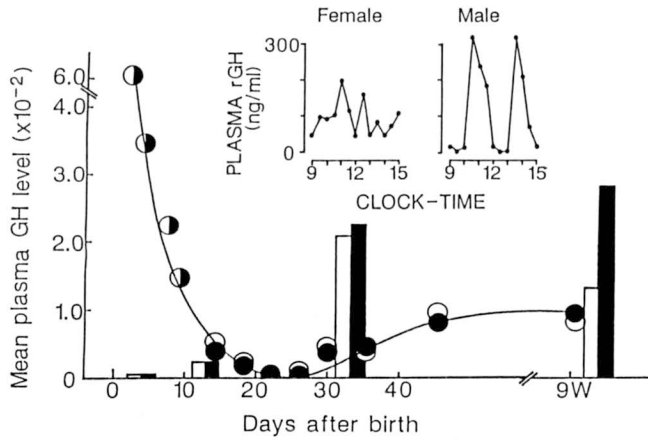 Female
Male
PLASMA rGH
(ng/ml)
300
0
9 12 15
9 12 15
CLOCK-TIME
Mean plasma GH level (x10⁻²)
6.0
4.0
3.0
2.0
1.0
0
0 10 20 30 40 9W
Days after birth